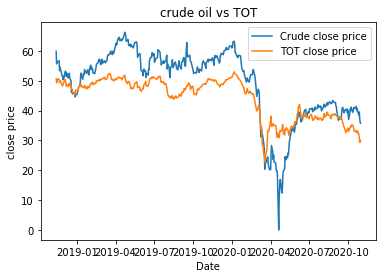 crude oil vs TOT
Crude close price
TOT close price
close price
60
50
40
30
20
10
0
2019-01 2019-04 2019-07 2019-10 2020-01 2020-04 2020-07 2020-10
Date